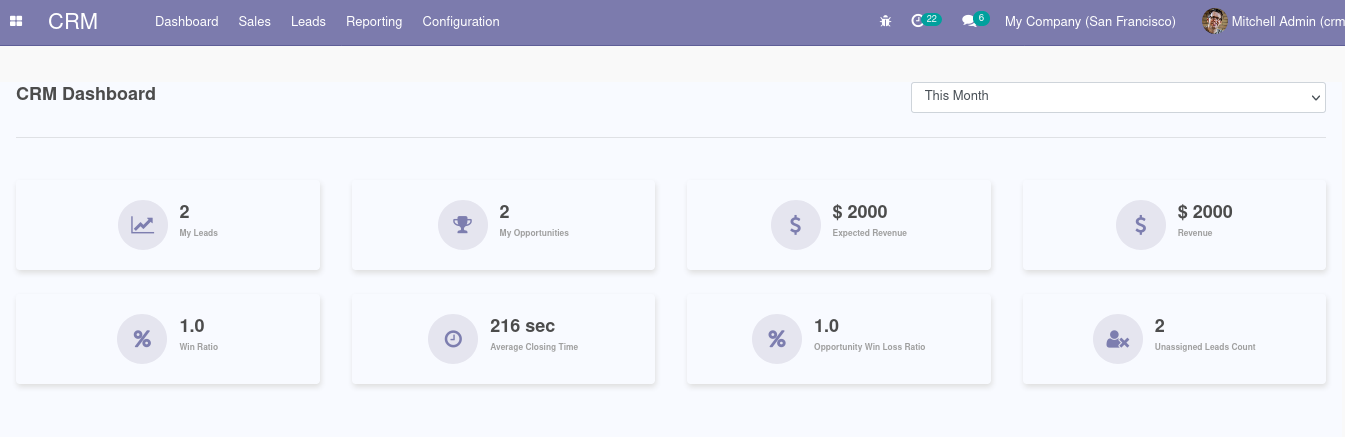 CRM Dashboard Sales Leads Reporting Configuration 22 6 My Company (San Francisco) Mitchell Admin (crm
CRM Dashboard This Month
2 2 $ 2000 $ 2000
My Leads My Opportunities Expected Revenue Revenue
1.0 216 sec 1.0 2
Win Ratio Average Closing Time Opportunity Win Loss Ratio Unassigned Leads Count